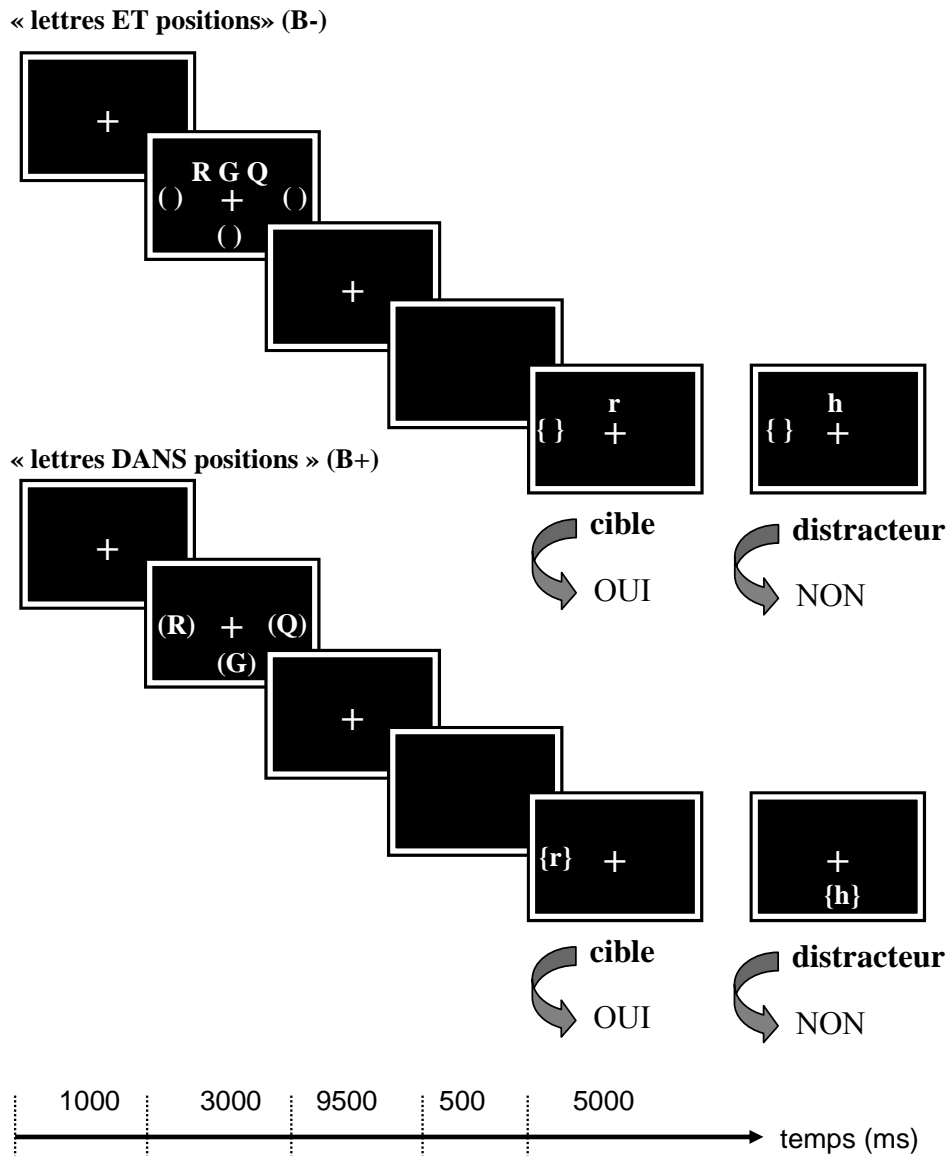 « lettres ET positions» (B-)
+
R G Q
( ) + ( )
( )
+
r
{ } +
h
{ } +
cible
OUI
distracteur
NON
« lettres DANS positions » (B+)
+
(R) + (Q)
(G)
+
{r} +
+
{h}
cible
OUI
distracteur
NON
1000 3000 9500 500 5000
temps (ms)